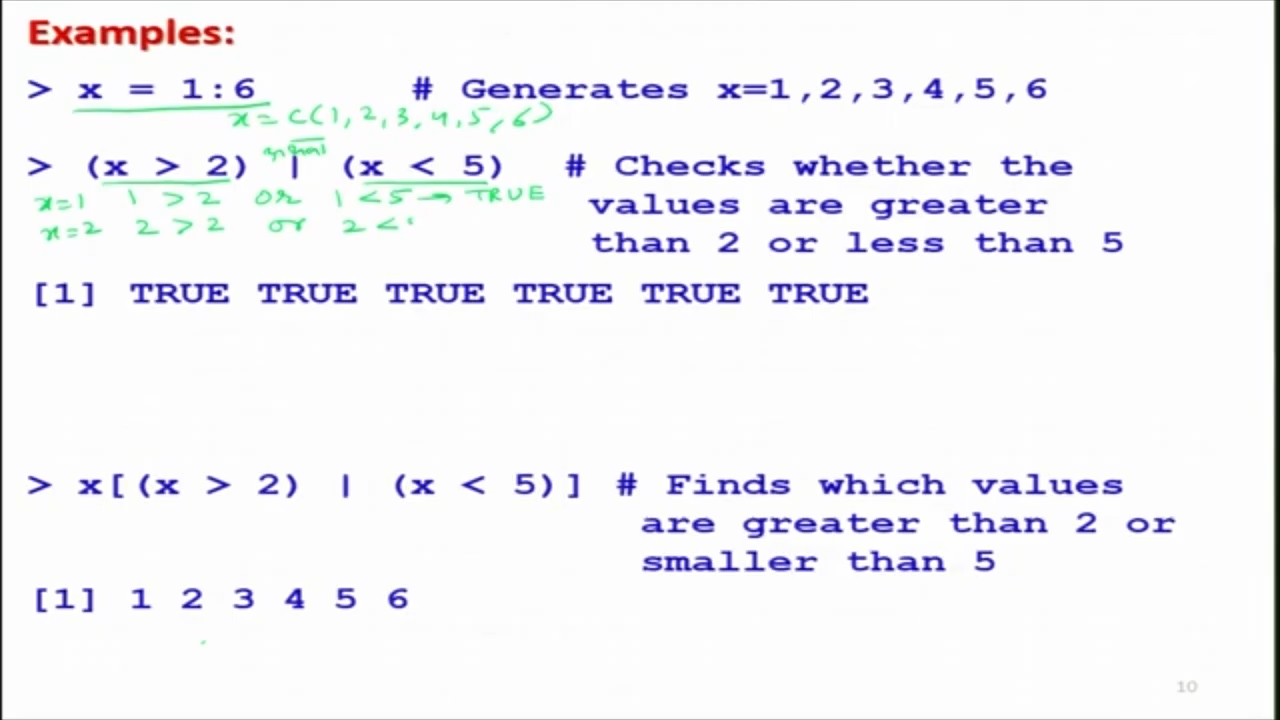 Examples:
> x = 1:6 # Generates x=1,2,3,4,5,6
x = c(1, 2, 3, 4, 5, 6)
> (x > 2) | (x < 5) # Checks whether the
x=1 1 > 2 or 1 < 5 → TRUE values are greater
x=2 2 > 2 or 2 < than 2 or less than 5
[1] TRUE TRUE TRUE TRUE TRUE TRUE
> x[(x > 2) | (x < 5)] # Finds which values
are greater than 2 or
smaller than 5
[1] 1 2 3 4 5 6
10